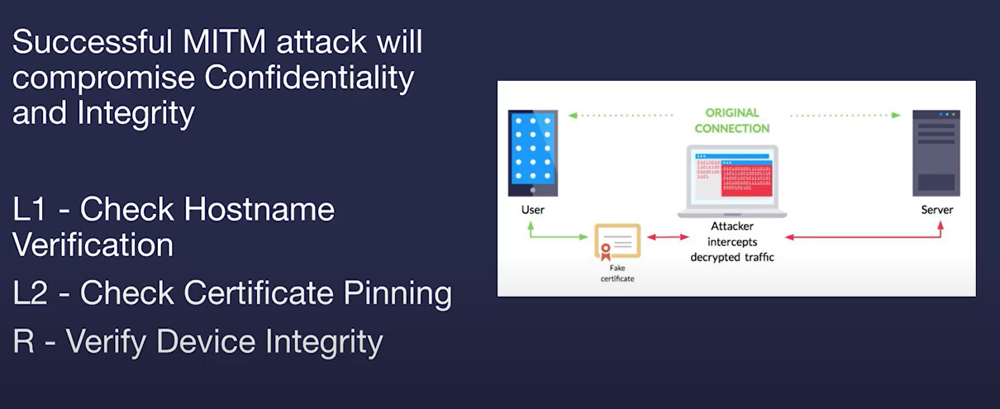 Successful MITM attack will
compromise Confidentiality
and Integrity
L1 - Check Hostname
Verification
L2 - Check Certificate Pinning
R - Verify Device Integrity
ORIGINAL
CONNECTION
User
Server
Attacker
intercepts
decrypted traffic
Fake
certificate